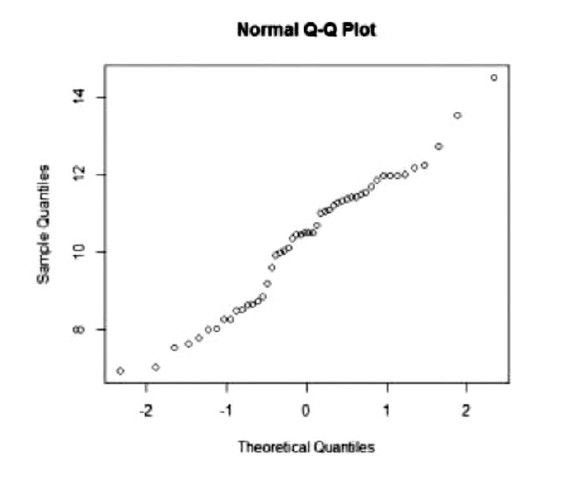 Normal Q-Q Plot
14
12
10
8
Sample Quantiles
-2 -1 0 1 2
Theoretical Quantiles